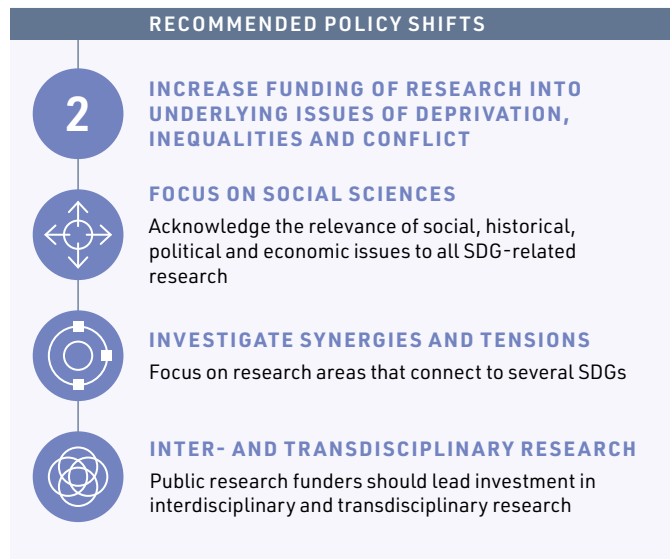 RECOMMENDED POLICY SHIFTS
2
INCREASE FUNDING OF RESEARCH INTO
UNDERLYING ISSUES OF DEPRIVATION,
INEQUALITIES AND CONFLICT
FOCUS ON SOCIAL SCIENCES
Acknowledge the relevance of social, historical,
political and economic issues to all SDG-related
research
INVESTIGATE SYNERGIES AND TENSIONS
Focus on research areas that connect to several SDGs
INTER- AND TRANSDISCIPLINARY RESEARCH
Public research funders should lead investment in
interdisciplinary and transdisciplinary research